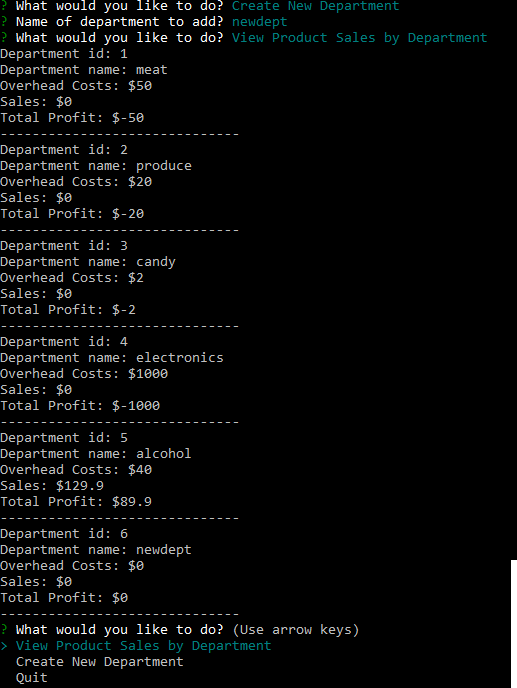 ? What would you like to do? Create New Department
? Name of department to add? newdept
? What would you like to do? View Product Sales by Department
Department id: 1
Department name: meat
Overhead Costs: $50
Sales: $0
Total Profit: $-50
------------------------------
Department id: 2
Department name: produce
Overhead Costs: $20
Sales: $0
Total Profit: $-20
------------------------------
Department id: 3
Department name: candy
Overhead Costs: $2
Sales: $0
Total Profit: $-2
------------------------------
Department id: 4
Department name: electronics
Overhead Costs: $1000
Sales: $0
Total Profit: $-1000
------------------------------
Department id: 5
Department name: alcohol
Overhead Costs: $40
Sales: $129.9
Total Profit: $89.9
------------------------------
Department id: 6
Department name: newdept
Overhead Costs: $0
Sales: $0
Total Profit: $0
------------------------------
? What would you like to do? (Use arrow keys)
> View Product Sales by Department
  Create New Department
  Quit